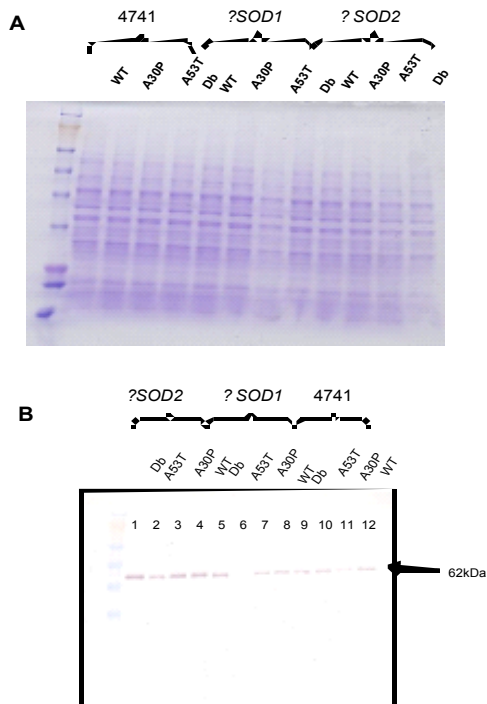 A
4741 ?SOD1 ? SOD2
WT A30P A53T Db WT A30P A53T Db WT A30P A53T Db
B
?SOD2 ? SOD1 4741
Db A53T A30P WT Db A53T A30P WT Db A53T A30P WT
1 2 3 4 5 6 7 8 9 10 11 12
62kDa